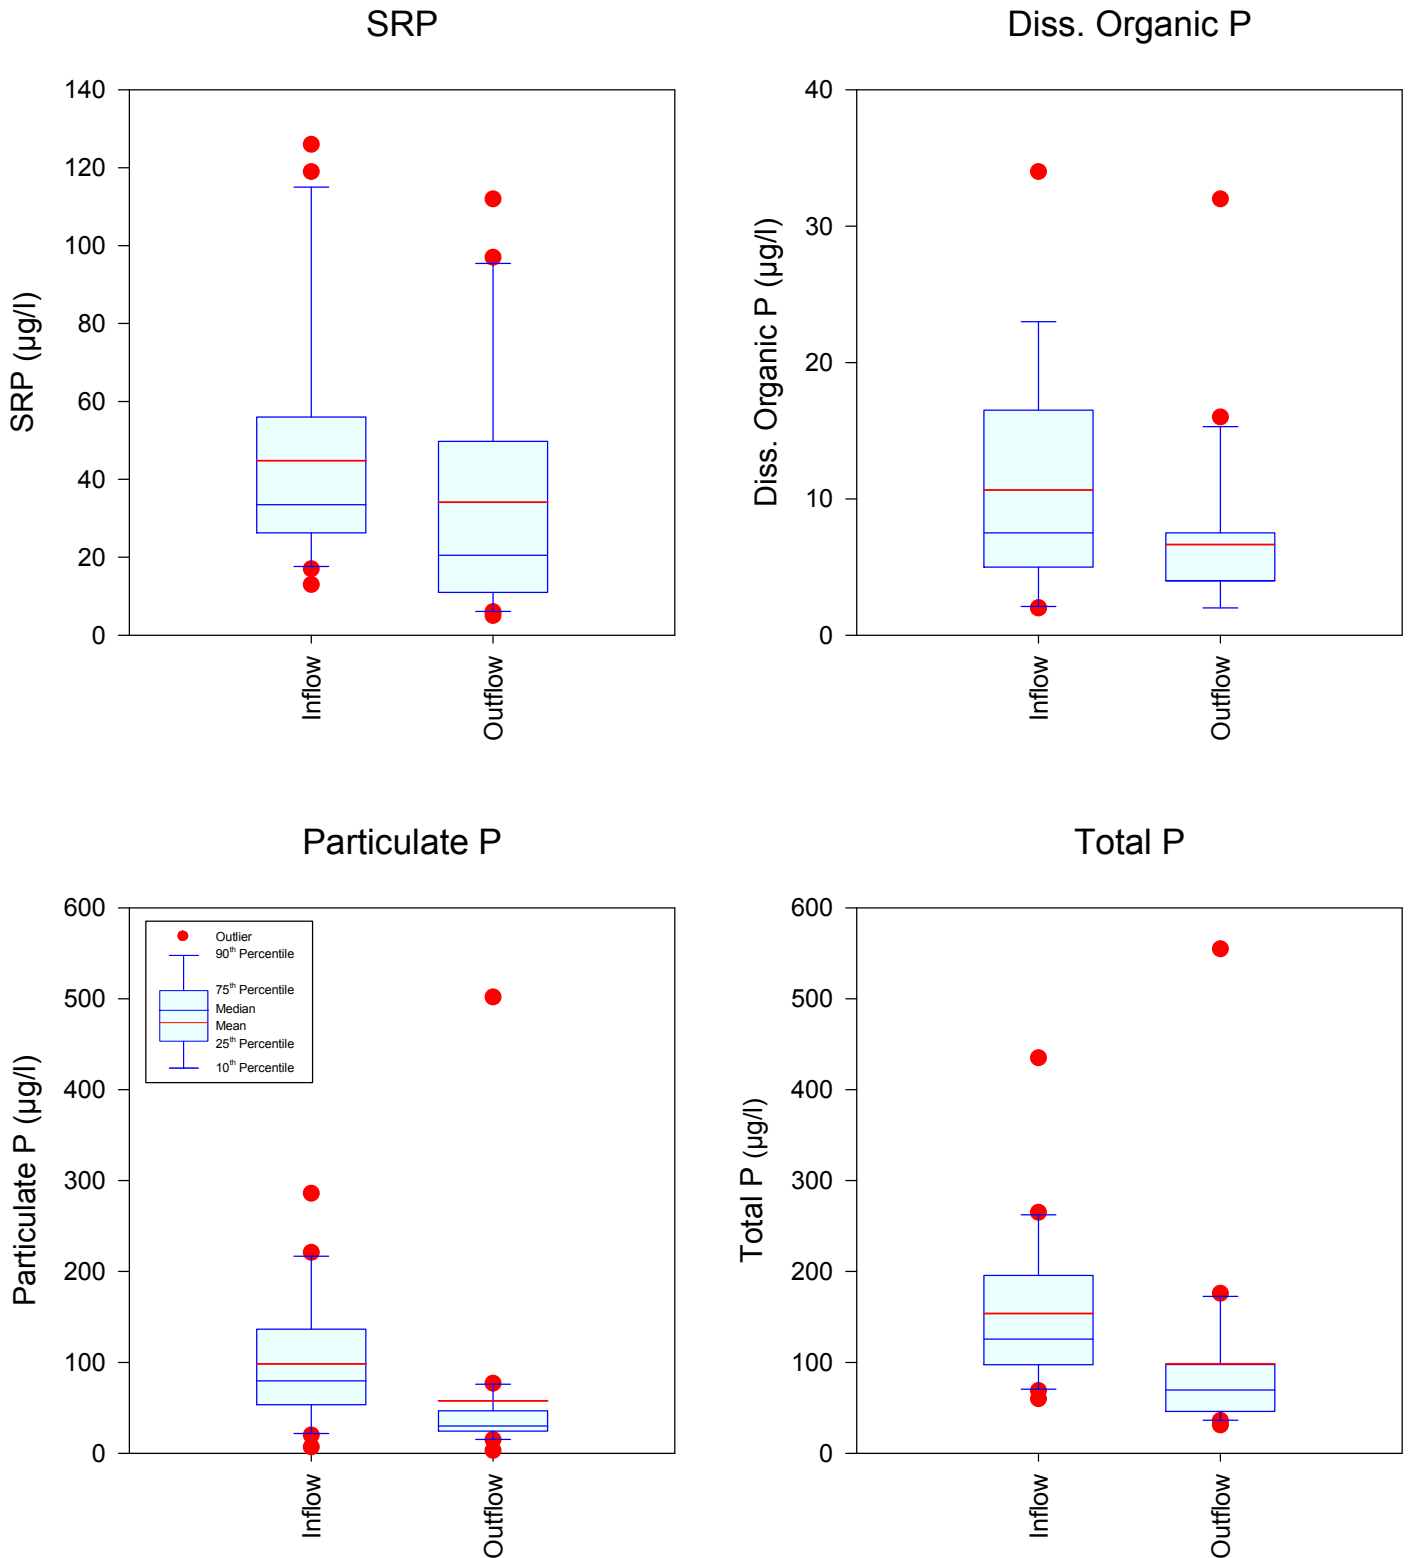 SRP
Diss. Organic P
140
120
100
80
60
40
20
0
SRP (µg/l)
Inflow
Outflow
40
30
20
10
0
Diss. Organic P (µg/l)
Inflow
Outflow
Particulate P
Total P
600
500
400
300
200
100
0
Particulate P (µg/l)
Outlier
90th Percentile
75th Percentile
Median
Mean
25th Percentile
10th Percentile
Inflow
Outflow
600
500
400
300
200
100
0
Total P (µg/l)
Inflow
Outflow